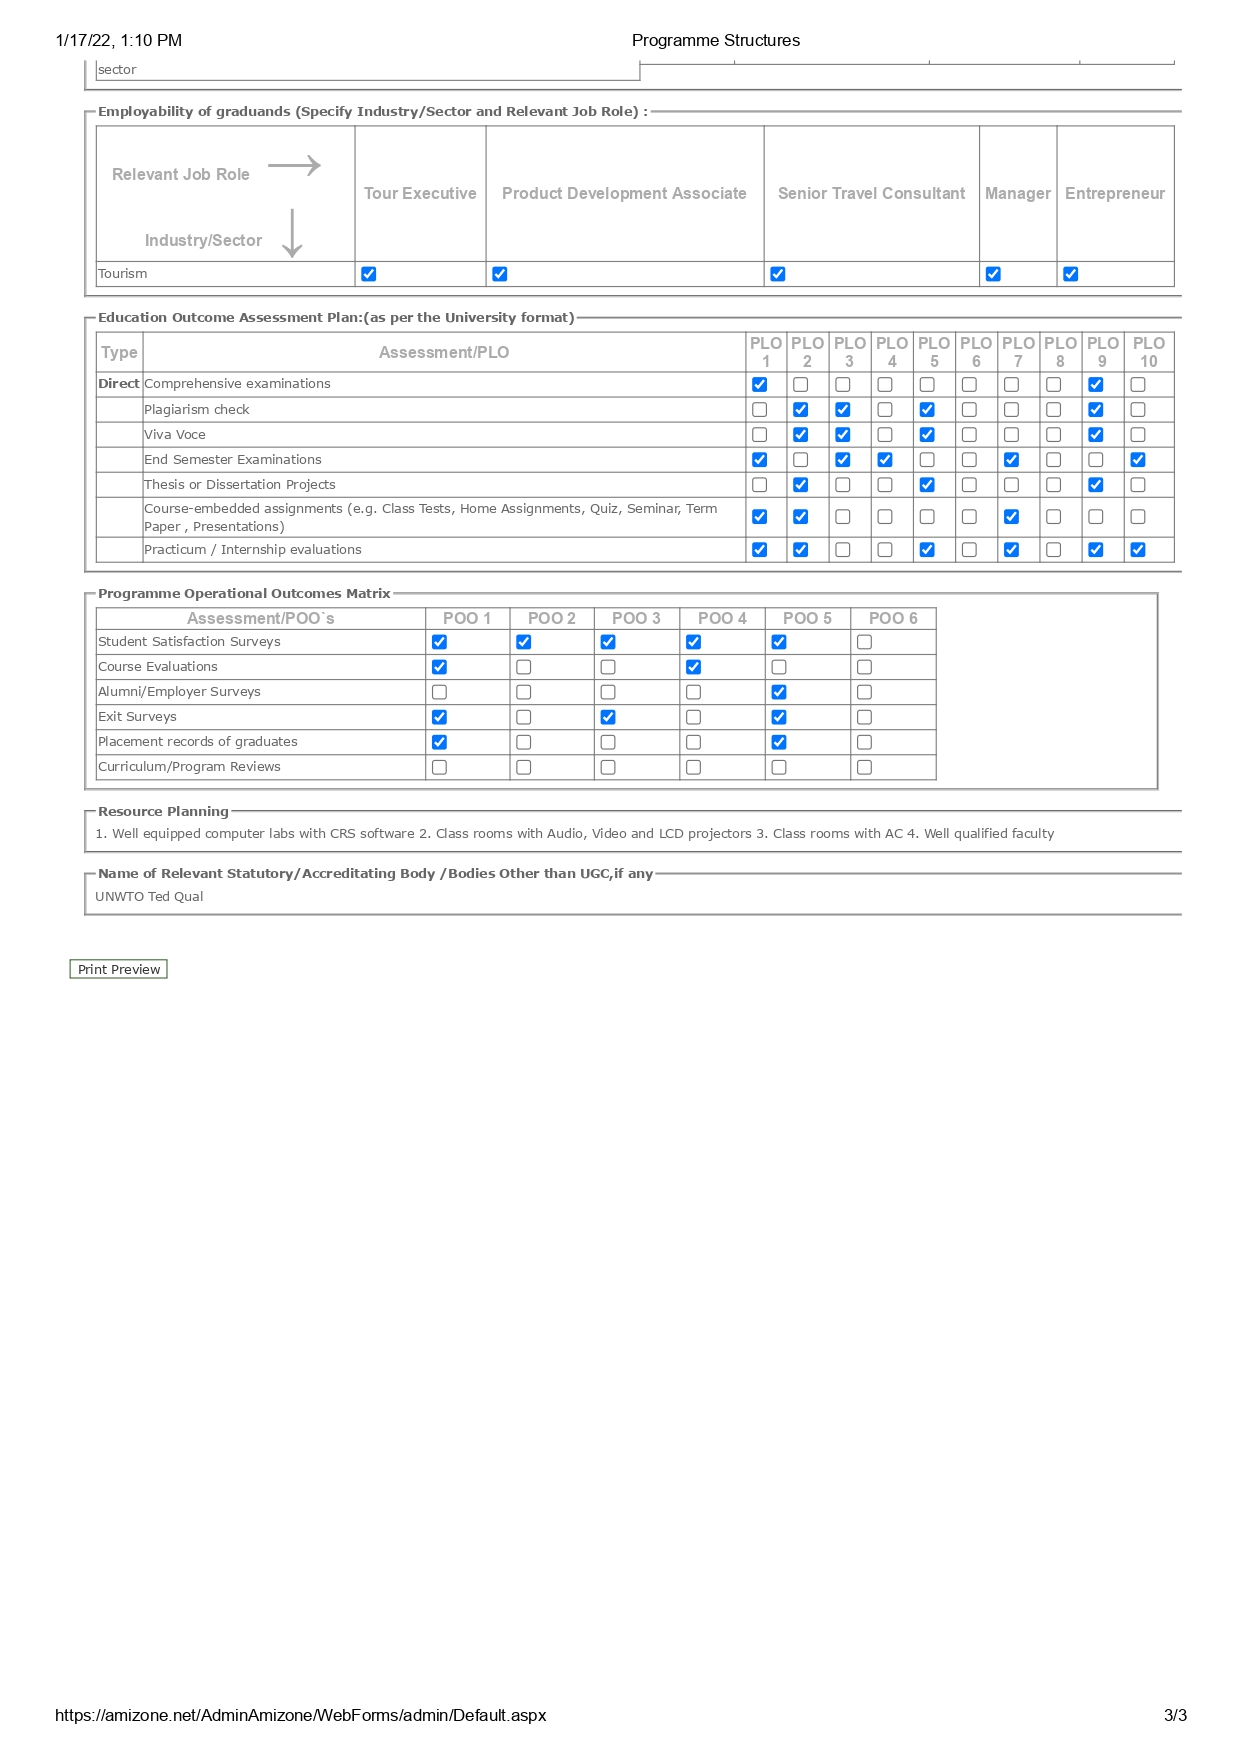 1/17/22, 1:10 PM Programme Structures
sector
Employability of graduands (Specify Industry/Sector and Relevant Job Role) :
Relevant Job Role
Industry/Sector
Tour Executive Product Development Associate Senior Travel Consultant Manager Entrepreneur
Tourism
Education Outcome Assessment Plan:(as per the University format)
Type Assessment/PLO PLO 1 PLO 2 PLO 3 PLO 4 PLO 5 PLO 6 PLO 7 PLO 8 PLO 9 PLO 10
Direct Comprehensive examinations
Plagiarism check
Viva Voce
End Semester Examinations
Thesis or Dissertation Projects
Course-embedded assignments (e.g. Class Tests, Home Assignments, Quiz, Seminar, Term
Paper , Presentations)
Practicum / Internship evaluations
Programme Operational Outcomes Matrix
Assessment/POO`s POO 1 POO 2 POO 3 POO 4 POO 5 POO 6
Student Satisfaction Surveys
Course Evaluations
Alumni/Employer Surveys
Exit Surveys
Placement records of graduates
Curriculum/Program Reviews
Resource Planning
1. Well equipped computer labs with CRS software 2. Class rooms with Audio, Video and LCD projectors 3. Class rooms with AC 4. Well qualified faculty
Name of Relevant Statutory/Accreditating Body /Bodies Other than UGC,if any
UNWTO Ted Qual
Print Preview
https://amizone.net/AdminAmizone/WebForms/admin/Default.aspx 3/3